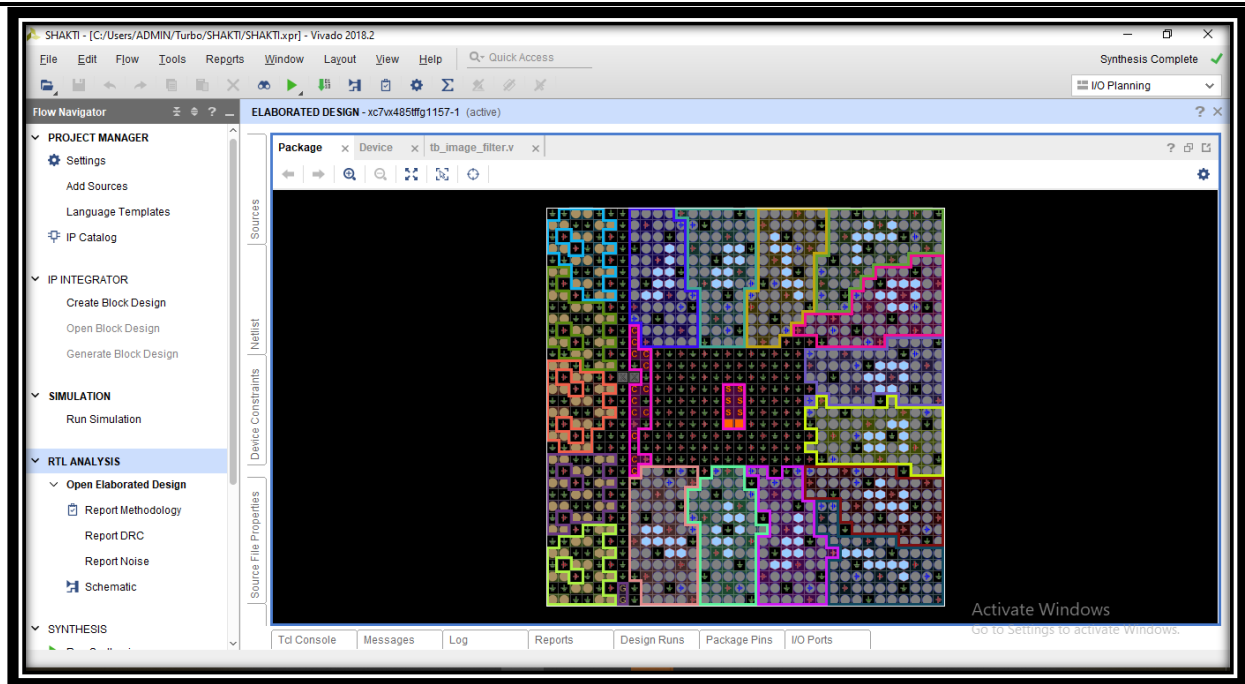 SHAKTI - [C:/Users/ADMIN/Turbo/SHAKTI/SHAKTI.xpr] - Vivado 2018.2
File Edit Flow Tools Reports Window Layout View Help Q- Quick Access
Synthesis Complete
I/O Planning
Flow Navigator
ELABORATED DESIGN - xc7vx485tffg1157-1 (active)
PROJECT MANAGER
Settings
Add Sources
Language Templates
IP Catalog
IP INTEGRATOR
Create Block Design
Open Block Design
Generate Block Design
SIMULATION
Run Simulation
RTL ANALYSIS
Open Elaborated Design
Report Methodology
Report DRC
Report Noise
Schematic
SYNTHESIS
Sources
Netlist
Device Constraints
Source File Properties
Package Device tb_image_filter.v
Activate Windows
Go to Settings to activate Windows.
Tcl Console Messages Log Reports Design Runs Package Pins I/O Ports